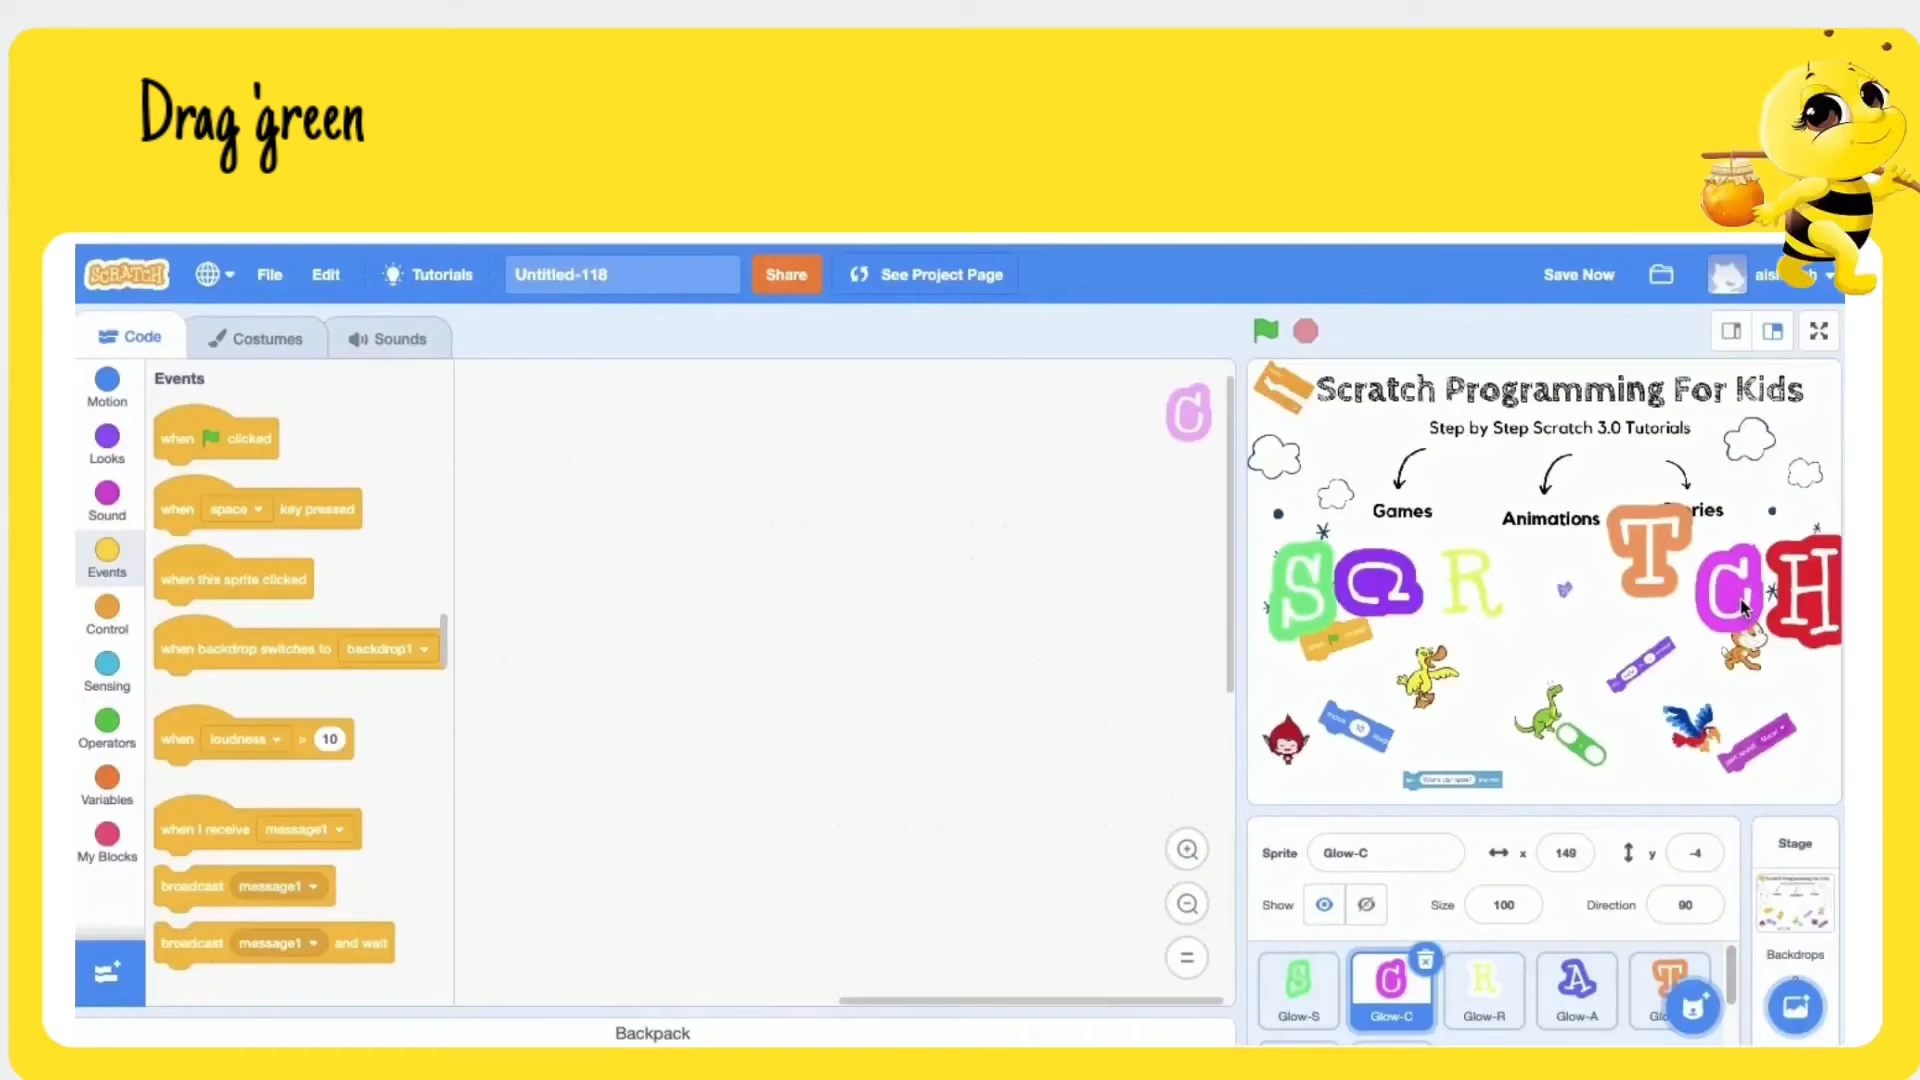 Drag 'green
SCRATCH
File
Edit
Tutorials
Untitled-118
Share
See Project Page
Save Now
Code
Costumes
Sounds
Motion
Looks
Sound
Events
Control
Sensing
Operators
Variables
My Blocks
Events
when clicked
when space key pressed
when this sprite clicked
when backdrop switches to backdrop1
when loudness > 10
when I receive message1
broadcast message1
broadcast message1 and wait
C
Backpack
Scratch Programming For Kids
Step by Step Scratch 3.0 Tutorials
Games
Animations
S
R
T
C
H
move 10 steps
Sprite Glow-C x 149 y -4
Show Size 100 Direction 90
S C R A T
Glow-S
Glow-C
Glow-R
Glow-A
Stage
Backdrops